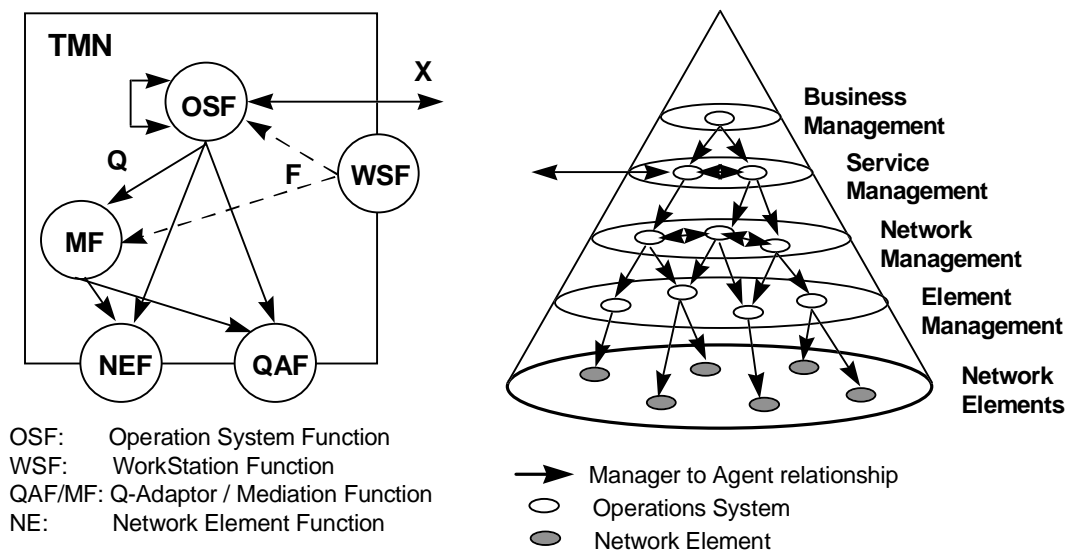 TMN
X
OSF
Q
F
WSF
MF
NEF
QAF
OSF: Operation System Function
WSF: WorkStation Function
QAF/MF: Q-Adaptor / Mediation Function
NE: Network Element Function
Business
Management
Service
Management
Network
Management
Element
Management
Network
Elements
Manager to Agent relationship
Operations System
Network Element